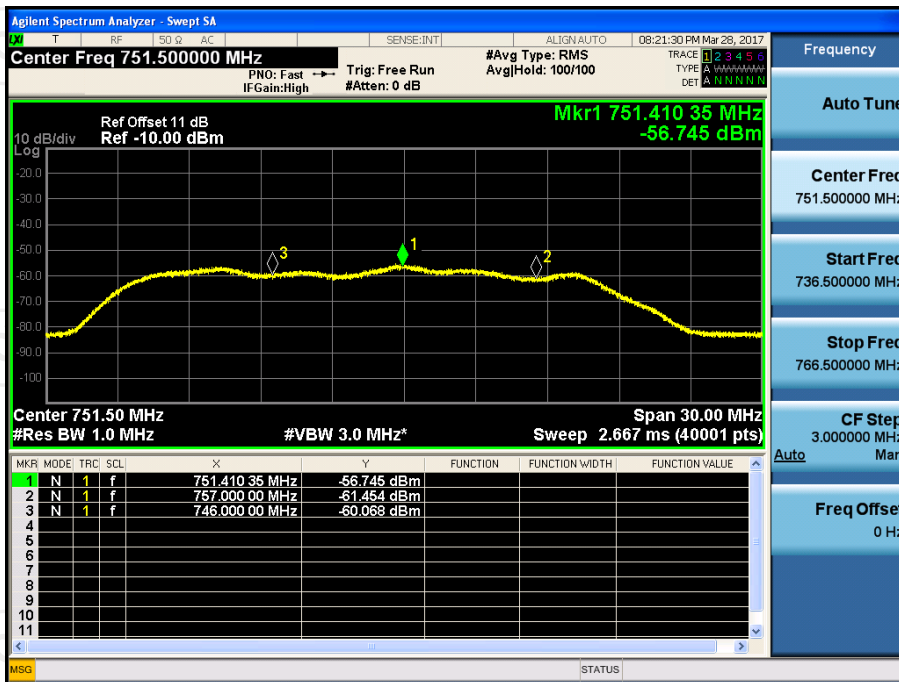 Agilent Spectrum Analyzer - Swept SA
LXI T RF 50 Ω AC SENSE:INT ALIGN AUTO 08:21:30 PM Mar 28, 2017
Center Freq 751.500000 MHz
PNO: Fast
IFGain:High
Trig: Free Run
#Atten: 0 dB
#Avg Type: RMS
Avg|Hold: 100/100
TRACE 1 2 3 4 5 6
TYPE A WWWWWW
DET A N N N N N
Frequency
Auto Tune
Center Freq
751.500000 MHz
Start Freq
736.500000 MHz
Stop Freq
766.500000 MHz
CF Step
3.000000 MHz
Auto Man
Freq Offset
0 Hz
Mkr1 751.410 35 MHz
-56.745 dBm
Ref Offset 11 dB
10 dB/div Ref -10.00 dBm
Log
-20.0
-30.0
-40.0
-50.0
-60.0
-70.0
-80.0
-90.0
-100
3
1
2
Center 751.50 MHz Span 30.00 MHz
#Res BW 1.0 MHz #VBW 3.0 MHz* Sweep 2.667 ms (40001 pts)
MKR MODE TRC SCL X Y FUNCTION FUNCTION WIDTH FUNCTION VALUE
1 N 1 f 751.410 35 MHz -56.745 dBm
2 N 1 f 757.000 00 MHz -61.454 dBm
3 N 1 f 746.000 00 MHz -60.068 dBm
4
5
6
7
8
9
10
11
MSG STATUS